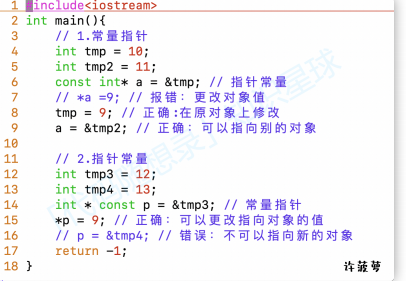 1 #include<iostream>
2 int main(){
3 // 1.常量指针
4 int tmp = 10;
5 int tmp2 = 11;
6 const int* a = &tmp; // 指针常量
7 // *a =9; // 报错: 更改对象值
8 tmp = 9; // 正确:在原对象上修改
9 a = &tmp2; // 正确: 可以指向别的对象
10
11 // 2.指针常量
12 int tmp3 = 12;
13 int tmp4 = 13;
14 int * const p = &tmp3; // 常量指针
15 *p = 9; // 正确: 可以更改指向对象的值
16 // p = &tmp4; // 错误: 不可以指向新的对象
17 return -1;
18 }
许菠萝